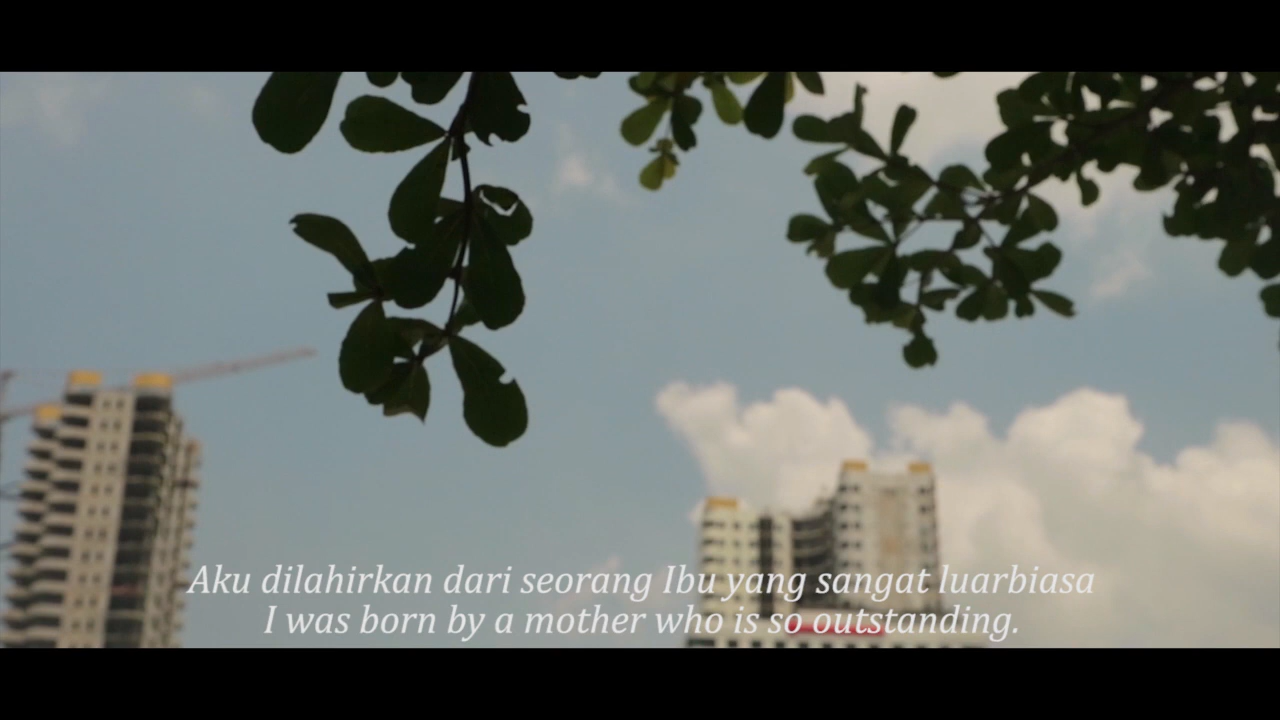 Aku dilahirkan dari seorang Ibu yang sangat luarbiasa
I was born by a mother who is so outstanding.